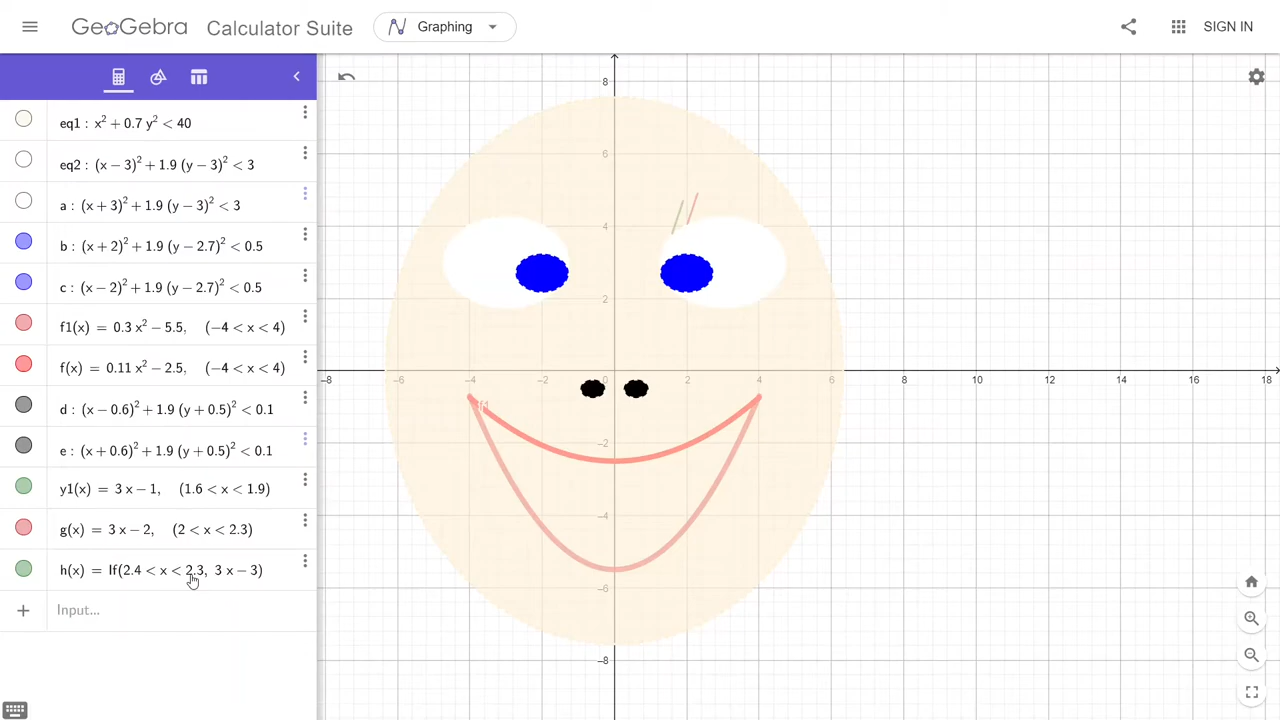 GeoGebra Calculator Suite Graphing SIGN IN
eq1 : x² + 0.7 y² < 40
eq2 : (x − 3)² + 1.9 (y − 3)² < 3
a : (x + 3)² + 1.9 (y − 3)² < 3
b : (x + 2)² + 1.9 (y − 2.7)² < 0.5
c : (x − 2)² + 1.9 (y − 2.7)² < 0.5
f1(x) = 0.3 x² − 5.5, (−4 < x < 4)
f(x) = 0.11 x² − 2.5, (−4 < x < 4)
d : (x − 0.6)² + 1.9 (y + 0.5)² < 0.1
e : (x + 0.6)² + 1.9 (y + 0.5)² < 0.1
y1(x) = 3 x − 1, (1.6 < x < 1.9)
g(x) = 3 x − 2, (2 < x < 2.3)
h(x) = If(2.4 < x < 2.3, 3 x − 3)
+ Input...
8
6
4
2
−8 −6 −4 −2 0 2 4 6 8 10 12 14 16 18
f1
−2
−4
−6
−8